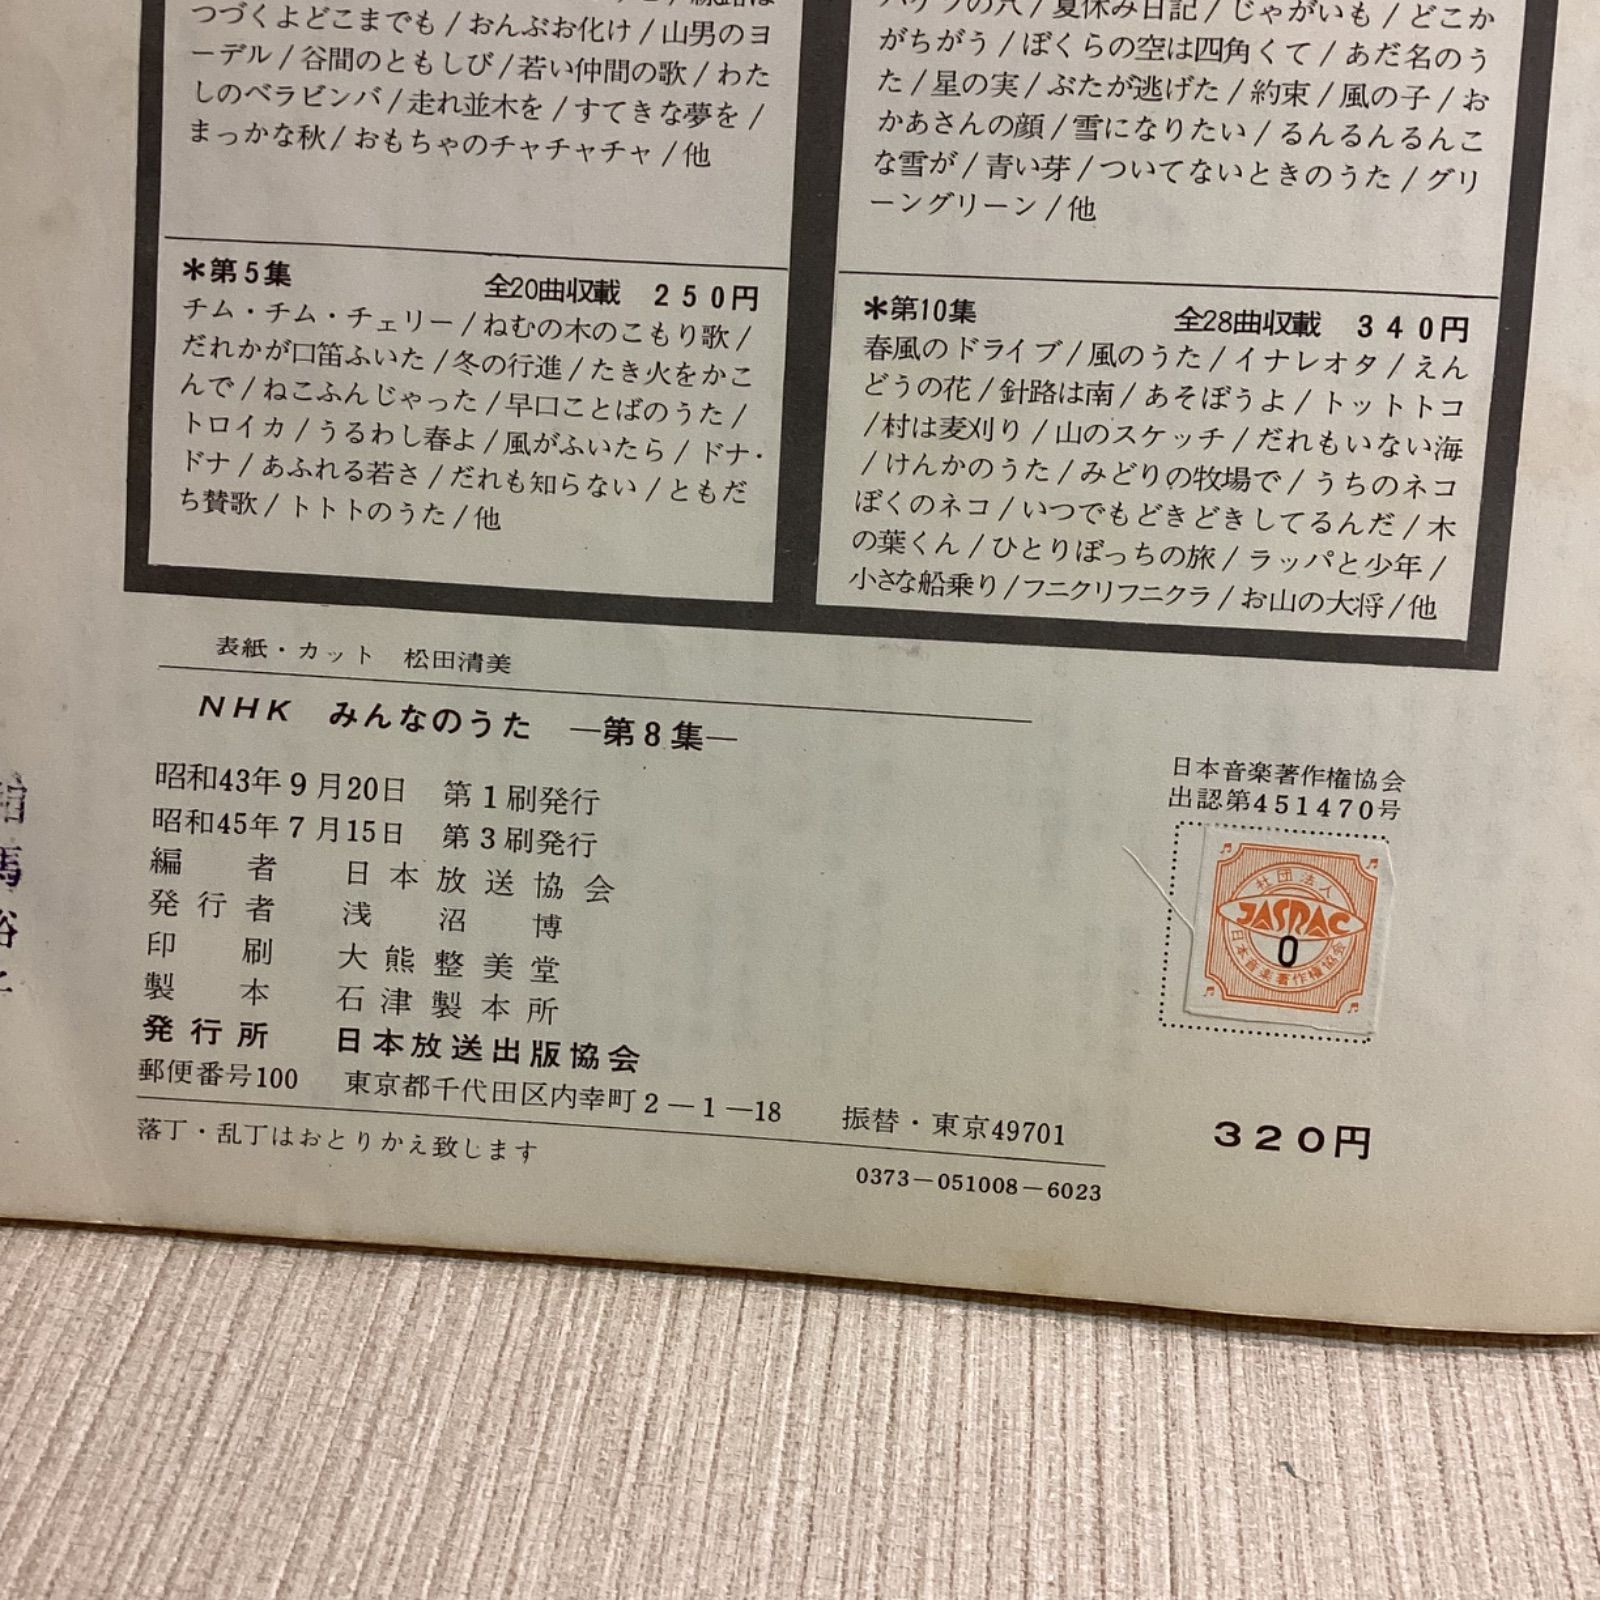 つづくよどこまでも/おんぶお化け/山男のヨ
ーデル/谷間のともしび/若い仲間の歌/わた
しのベラビンバ/走れ並木を/すてきな夢を/
まっかな秋/おもちゃのチャチャチャ/他
＊第5集 全20曲収載 250円
チム・チム・チェリー/ねむの木のこもり歌/
だれかが口笛ふいた/冬の行進/たき火をかこ
んで/ねこふんじゃった/早口ことばのうた/
トロイカ/うるわし春よ/風がふいたら/ドナ・
ドナ/あふれる若さ/だれも知らない/ともだ
ち賛歌/トトトのうた/他
バケツの穴/夏休み日記/じゃがいも/どこか
がちがう/ぼくらの空は四角くて/あだ名のう
た/星の実/ぶたが逃げた/約束/風の子/お
かあさんの顔/雪になりたい/るんるんるんこ
な雪が/青い芽/ついてないときのうた/グリ
ーングリーン/他
＊第10集 全28曲収載 340円
春風のドライブ/風のうた/イナレオタ/えん
どうの花/針路は南/あそぼうよ/トットトコ
/村は麦刈り/山のスケッチ/だれもいない海
/けんかのうた/みどりの牧場で/うちのネコ
ぼくのネコ/いつでもどきどきしてるんだ/木
の葉くん/ひとりぼっちの旅/ラッパと少年/
小さな船乗り/フニクリフニクラ/お山の大将/他
表紙・カット 松田清美
NHK みんなのうた ―第8集―
昭和43年9月20日 第1刷発行
昭和45年7月15日 第3刷発行
編者 日本放送協会
発行者 浅沼博
印刷 大熊整美堂
製本 石津製本所
発行所 日本放送出版協会
郵便番号100 東京都千代田区内幸町2－1－18 振替・東京49701
落丁・乱丁はおとりかえ致します
0373－051008－6023
日本音楽著作権協会
出認第451470号
社団法人
JASRAC
0
日本音楽著作権協会
320円